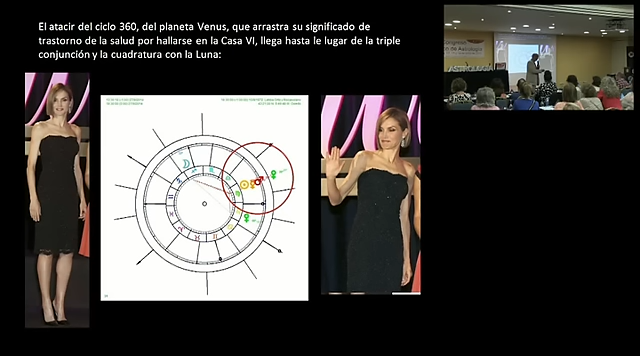 El atacir del ciclo 360, del planeta Venus, que arrastra su significado de
trastorno de la salud por hallarse en la Casa VI, llega hasta le lugar de la triple
conjunción y la cuadratura con la Luna:
ASTROLOGÍA